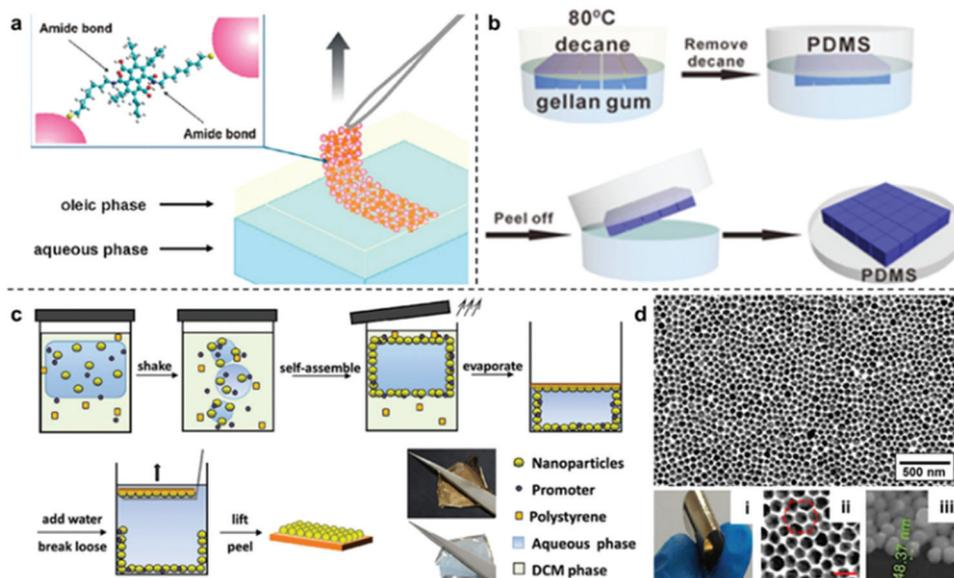 a
Amide bond
Amide bond
oleic phase
aqueous phase
b
80ºC
decane
gellan gum
Remove
decane
PDMS
Peel off
PDMS
c
shake
self-assemble
evaporate
add water
break loose
lift
peel
Nanoparticles
Promoter
Polystyrene
Aqueous phase
DCM phase
d
500 nm
i
ii
iii